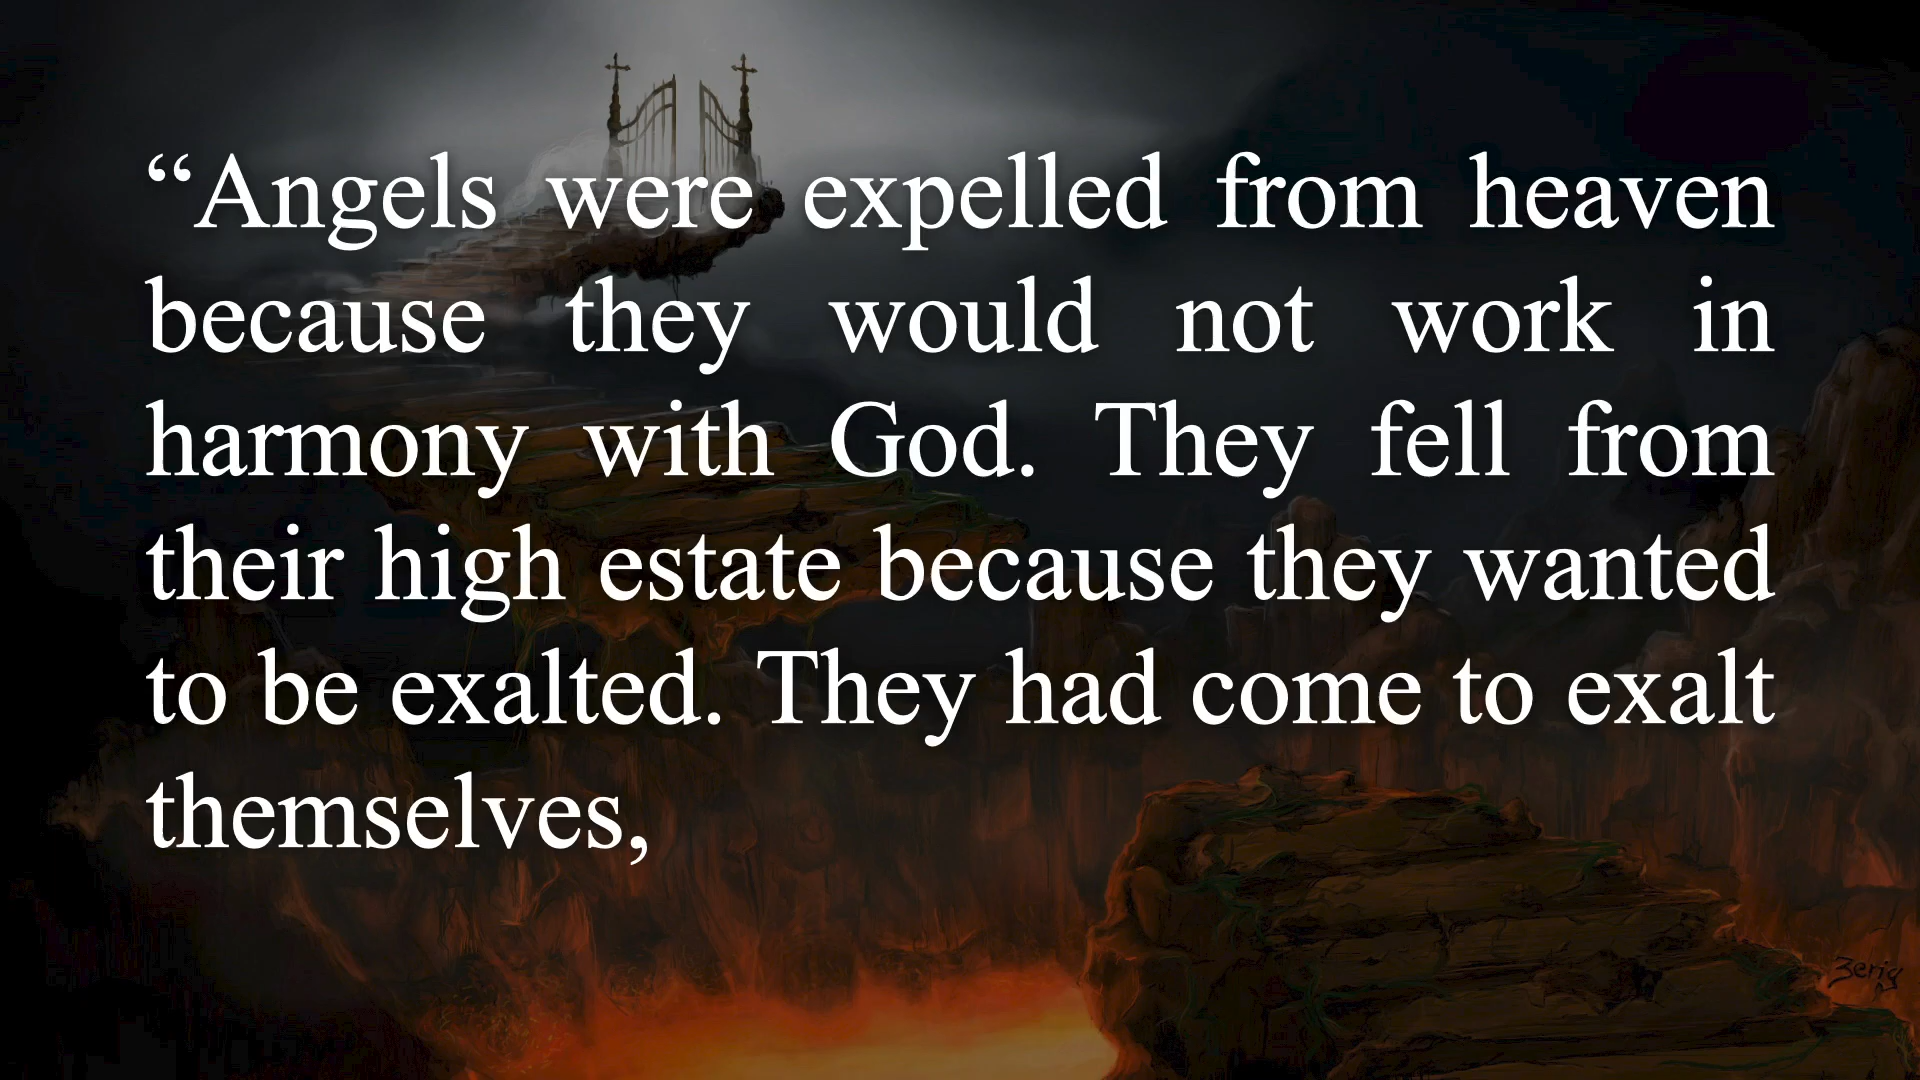 “Angels were expelled from heaven
because they would not work in
harmony with God. They fell from
their high estate because they wanted
to be exalted. They had come to exalt
themselves,
Zerig